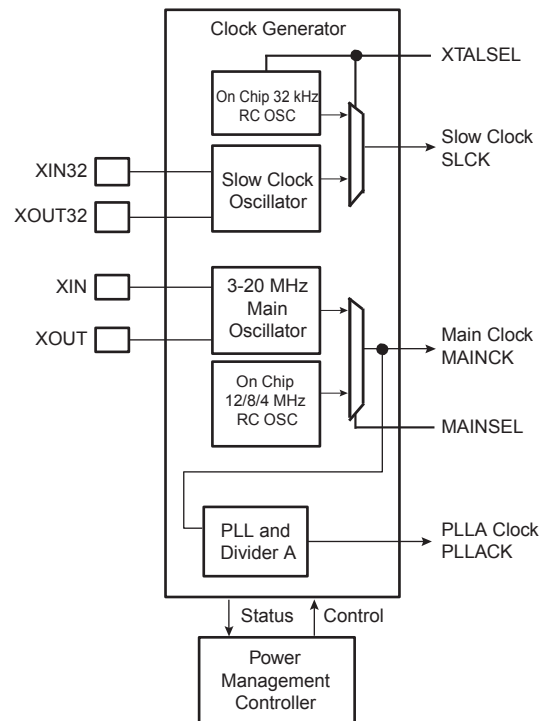 Clock Generator
XTALSEL
On Chip 32 kHz
RC OSC
Slow Clock
SLCK
XIN32
Slow Clock
Oscillator
XOUT32
XIN
3-20 MHz
Main
Oscillator
XOUT
Main Clock
MAINCK
On Chip
12/8/4 MHz
RC OSC
MAINSEL
PLL and
Divider A
PLLA Clock
PLLACK
Status
Control
Power
Management
Controller